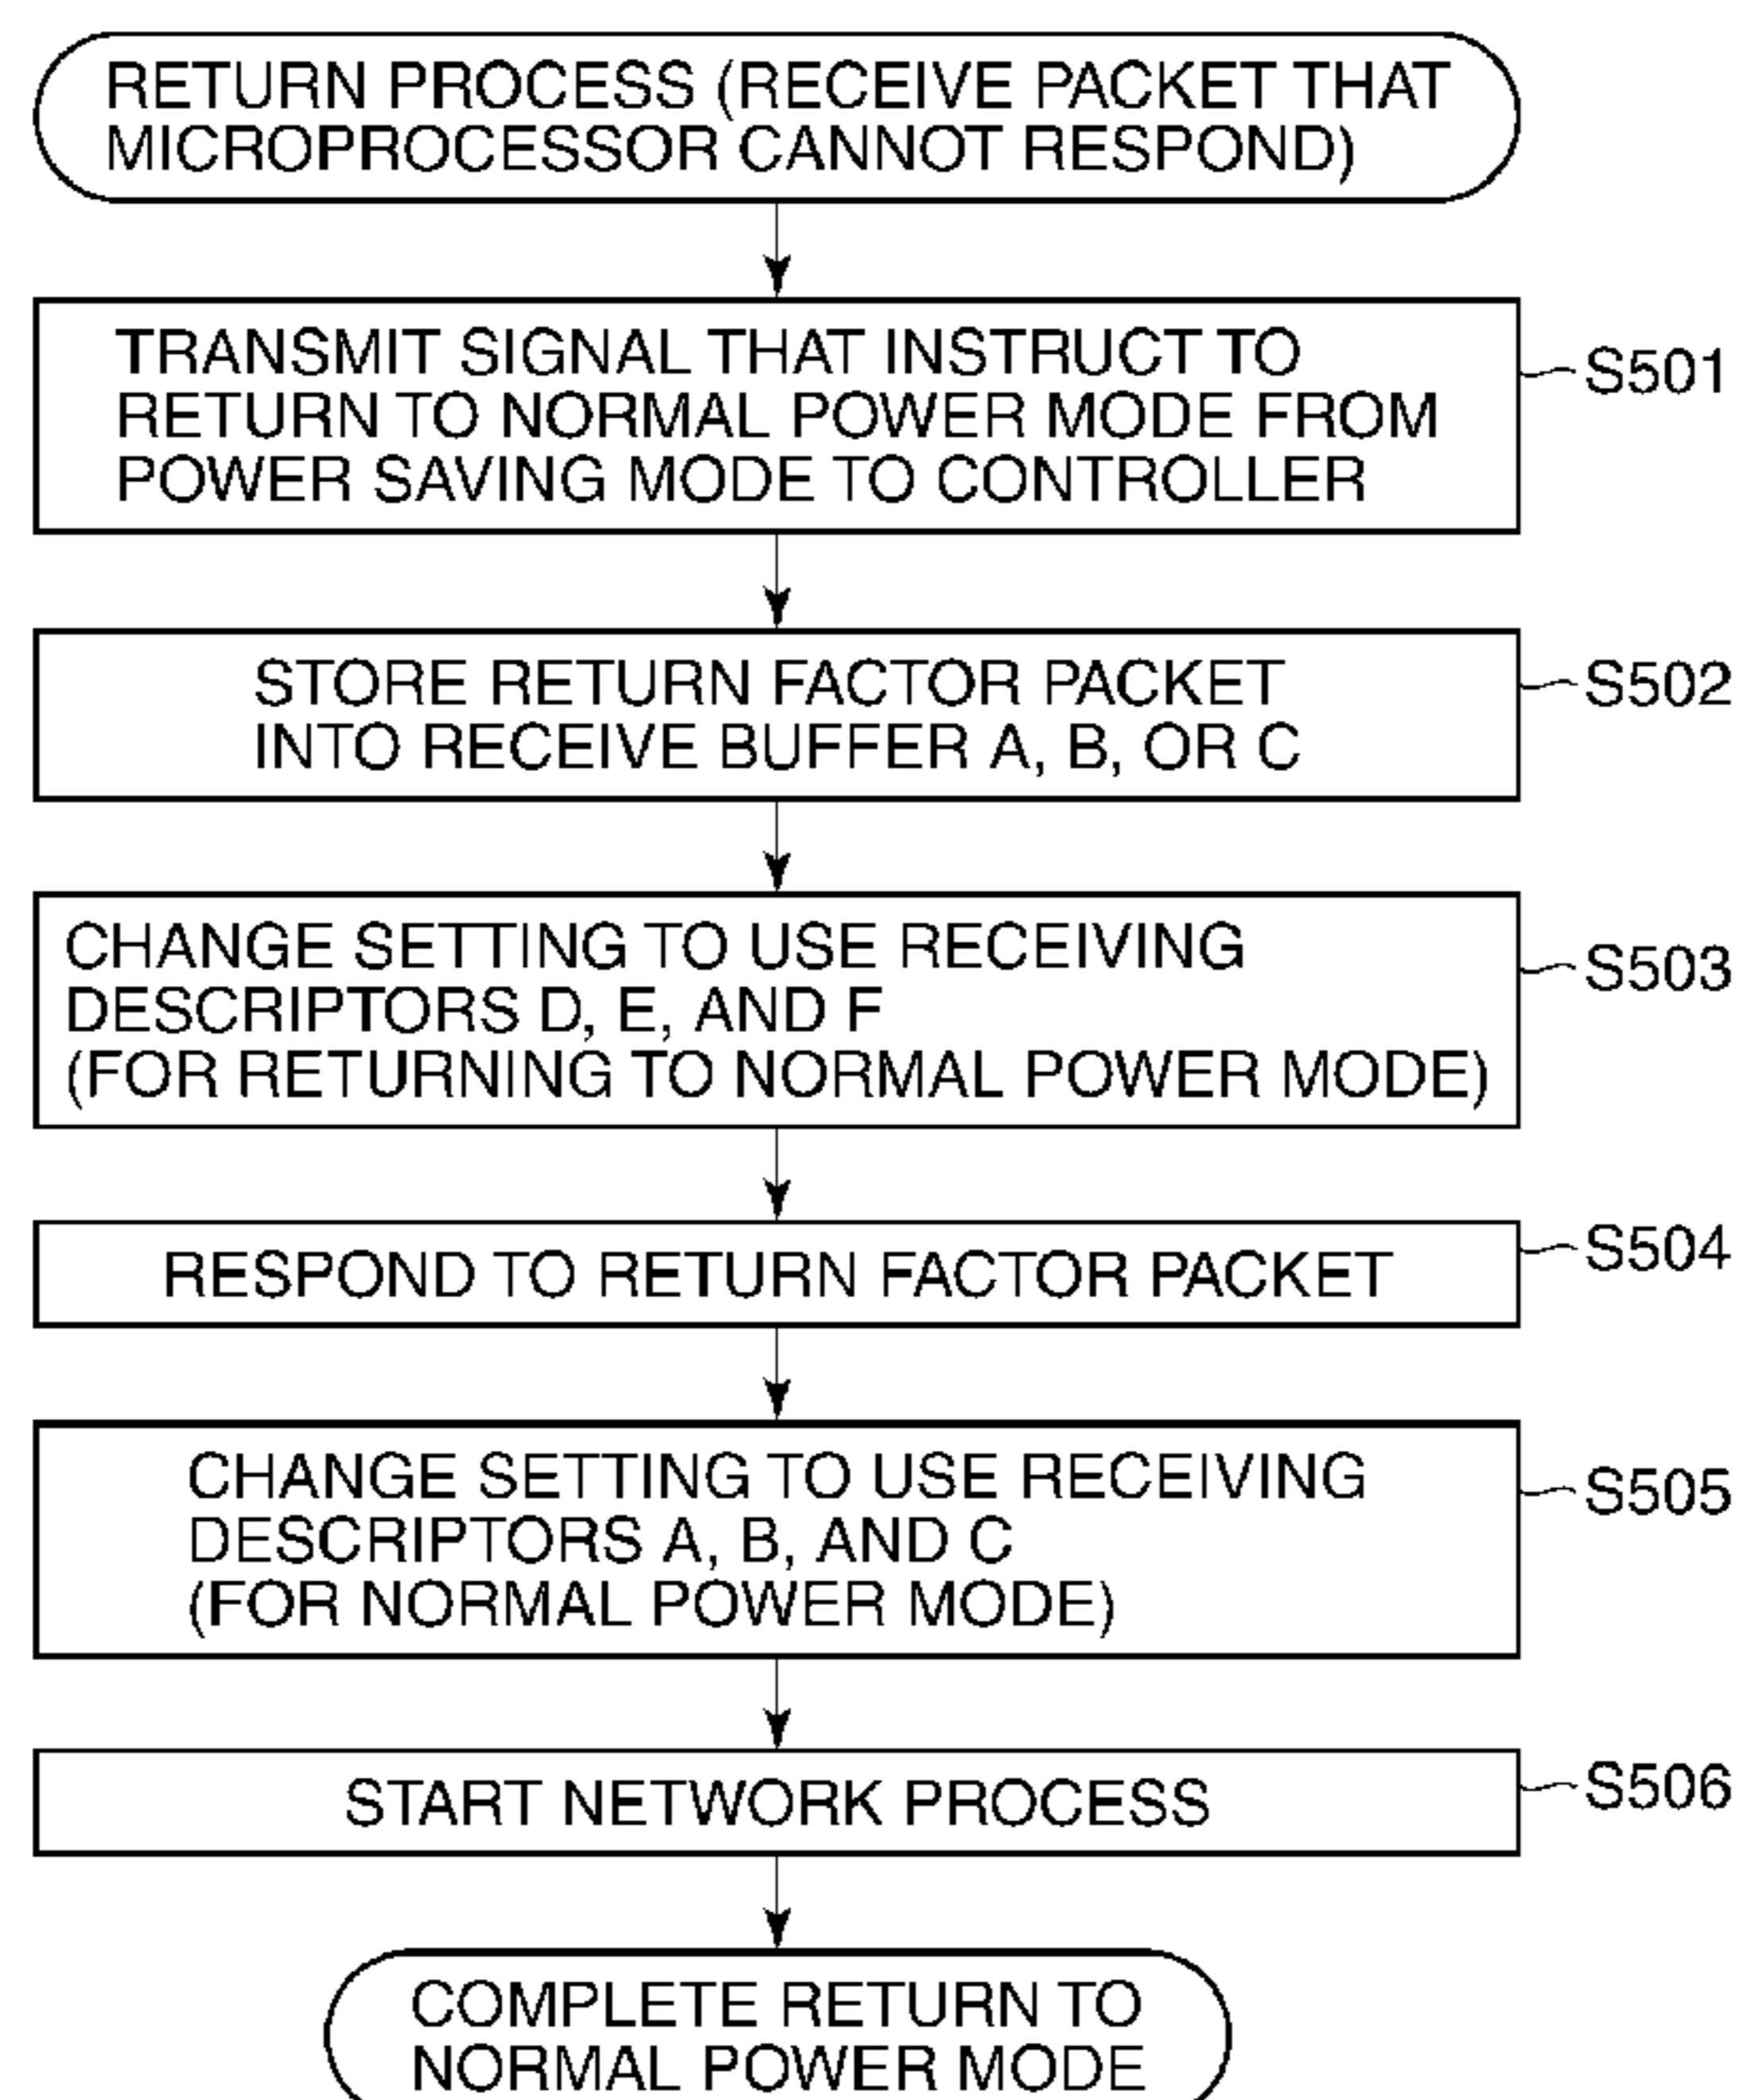 RETURN PROCESS (RECEIVE PACKET THAT
MICROPROCESSOR CANNOT RESPOND)
TRANSMIT SIGNAL THAT INSTRUCT TO
RETURN TO NORMAL POWER MODE FROM
POWER SAVING MODE TO CONTROLLER
S501
STORE RETURN FACTOR PACKET
INTO RECEIVE BUFFER A, B, OR C
S502
CHANGE SETTING TO USE RECEIVING
DESCRIPTORS D, E, AND F
(FOR RETURNING TO NORMAL POWER MODE)
S503
RESPOND TO RETURN FACTOR PACKET
S504
CHANGE SETTING TO USE RECEIVING
DESCRIPTORS A, B, AND C
(FOR NORMAL POWER MODE)
S505
START NETWORK PROCESS
S506
COMPLETE RETURN TO
NORMAL POWER MODE